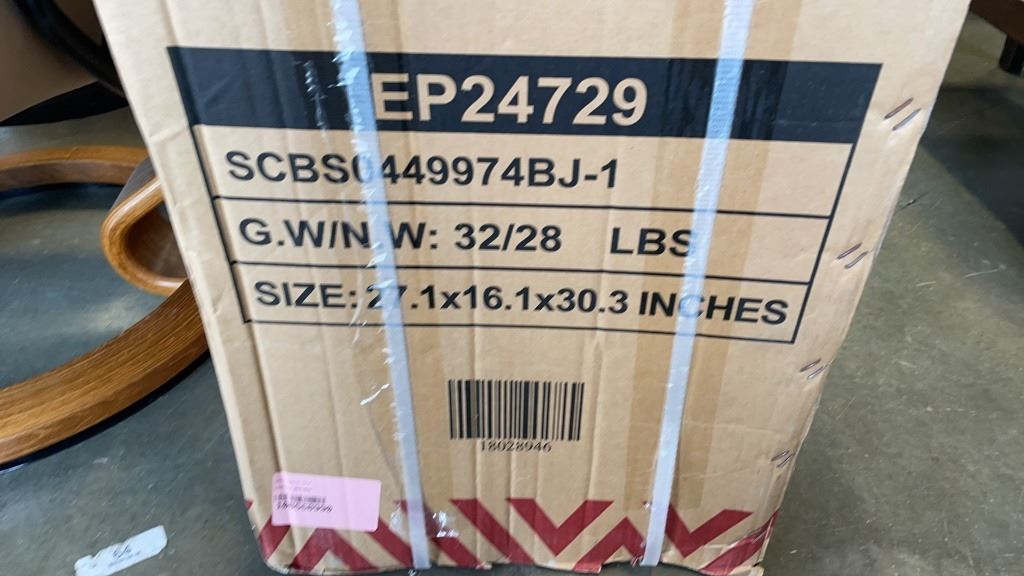 EP24729
SCBS0449974BJ-1
G.W/N.W: 32/28 LBS
SIZE: 27.1x16.1x30.3 INCHES
18028946